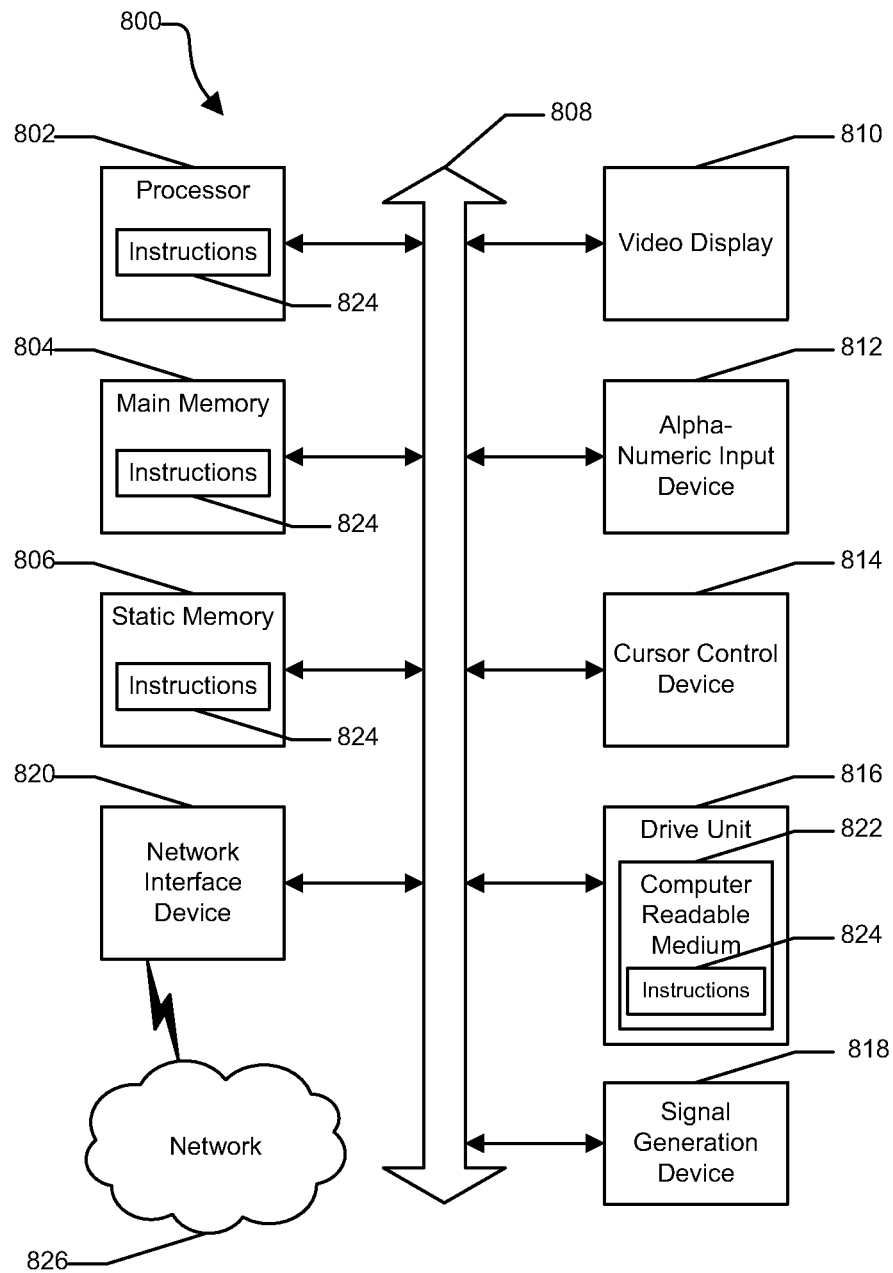 800
808
802
810
Processor
Instructions
824
Video Display
804
812
Main Memory
Instructions
824
Alpha-
Numeric Input
Device
806
814
Static Memory
Instructions
824
Cursor Control
Device
820
816
Network
Interface
Device
Drive Unit
822
Computer
Readable
Medium
824
Instructions
818
Signal
Generation
Device
Network
826